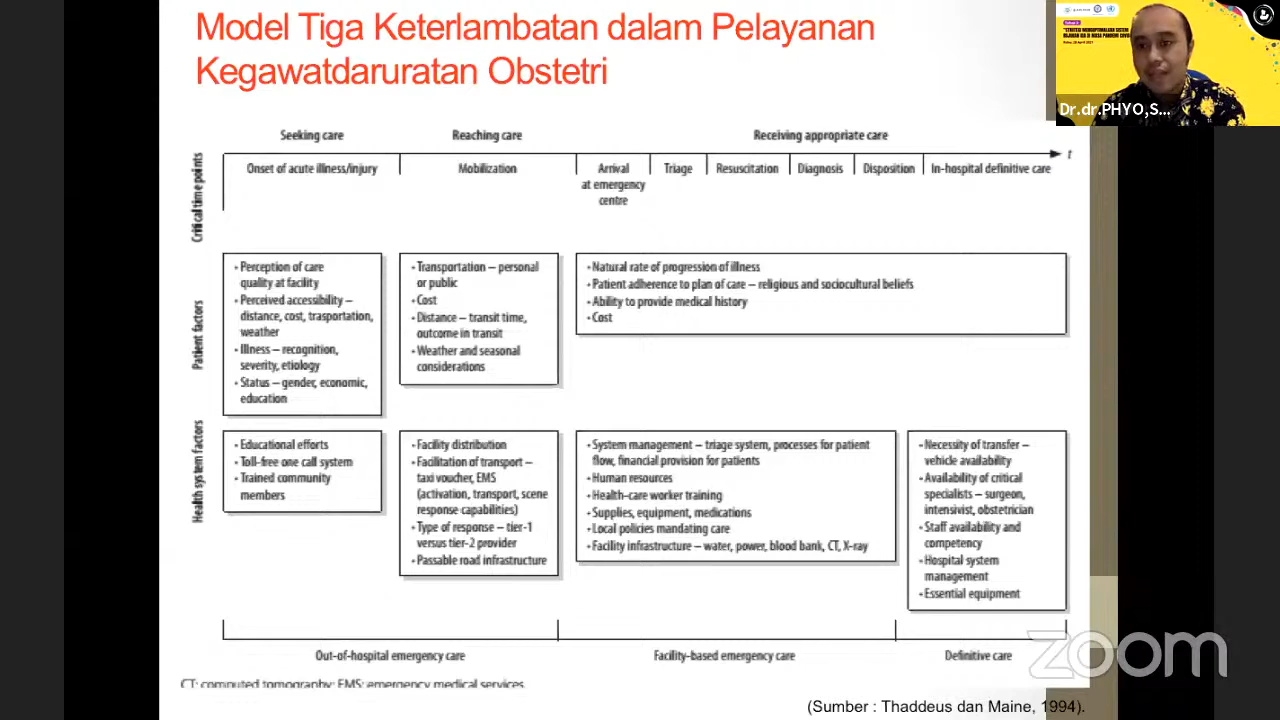 Model Tiga Keterlambatan dalam Pelayanan
Kegawatdaruratan Obstetri
Dr.dr.PHYO,S...
Seeking care
Reaching care
Receiving appropriate care
t
Critical time points
Onset of acute illness/injury
Mobilization
Arrival
at emergency
centre
Triage
Resuscitation
Diagnosis
Disposition
In-hospital definitive care
Patient factors
• Perception of care
quality at facility
• Perceived accessibility –
distance, cost, trasportation,
weather
• Illness – recognition,
severity, etiology
• Status – gender, economic,
education
• Transportation – personal
or public
• Cost
• Distance – transit time,
outcome in transit
• Weather and seasonal
considerations
• Natural rate of progression of illness
• Patient adherence to plan of care – religious and sociocultural beliefs
• Ability to provide medical history
• Cost
Health system factors
• Educational efforts
• Toll-free one call system
• Trained community
members
• Facility distribution
• Facilitation of transport –
taxi voucher, EMS
(activation, transport, scene
response capabilities)
• Type of response – tier-1
versus tier-2 provider
• Passable road infrastructure
• System management – triage system, processes for patient
flow, financial provision for patients
• Human resources
• Health-care worker training
• Supplies, equipment, medications
• Local policies mandating care
• Facility infrastructure – water, power, blood bank, CT, X-ray
• Necessity of transfer –
vehicle availability
• Availability of critical
specialists – surgeon,
intensivist, obstetrician
• Staff availability and
competency
• Hospital system
management
• Essential equipment
Out-of-hospital emergency care
Facility-based emergency care
Definitive care
zoom
CT: computed tomography; EMS: emergency medical services
(Sumber : Thaddeus dan Maine, 1994).